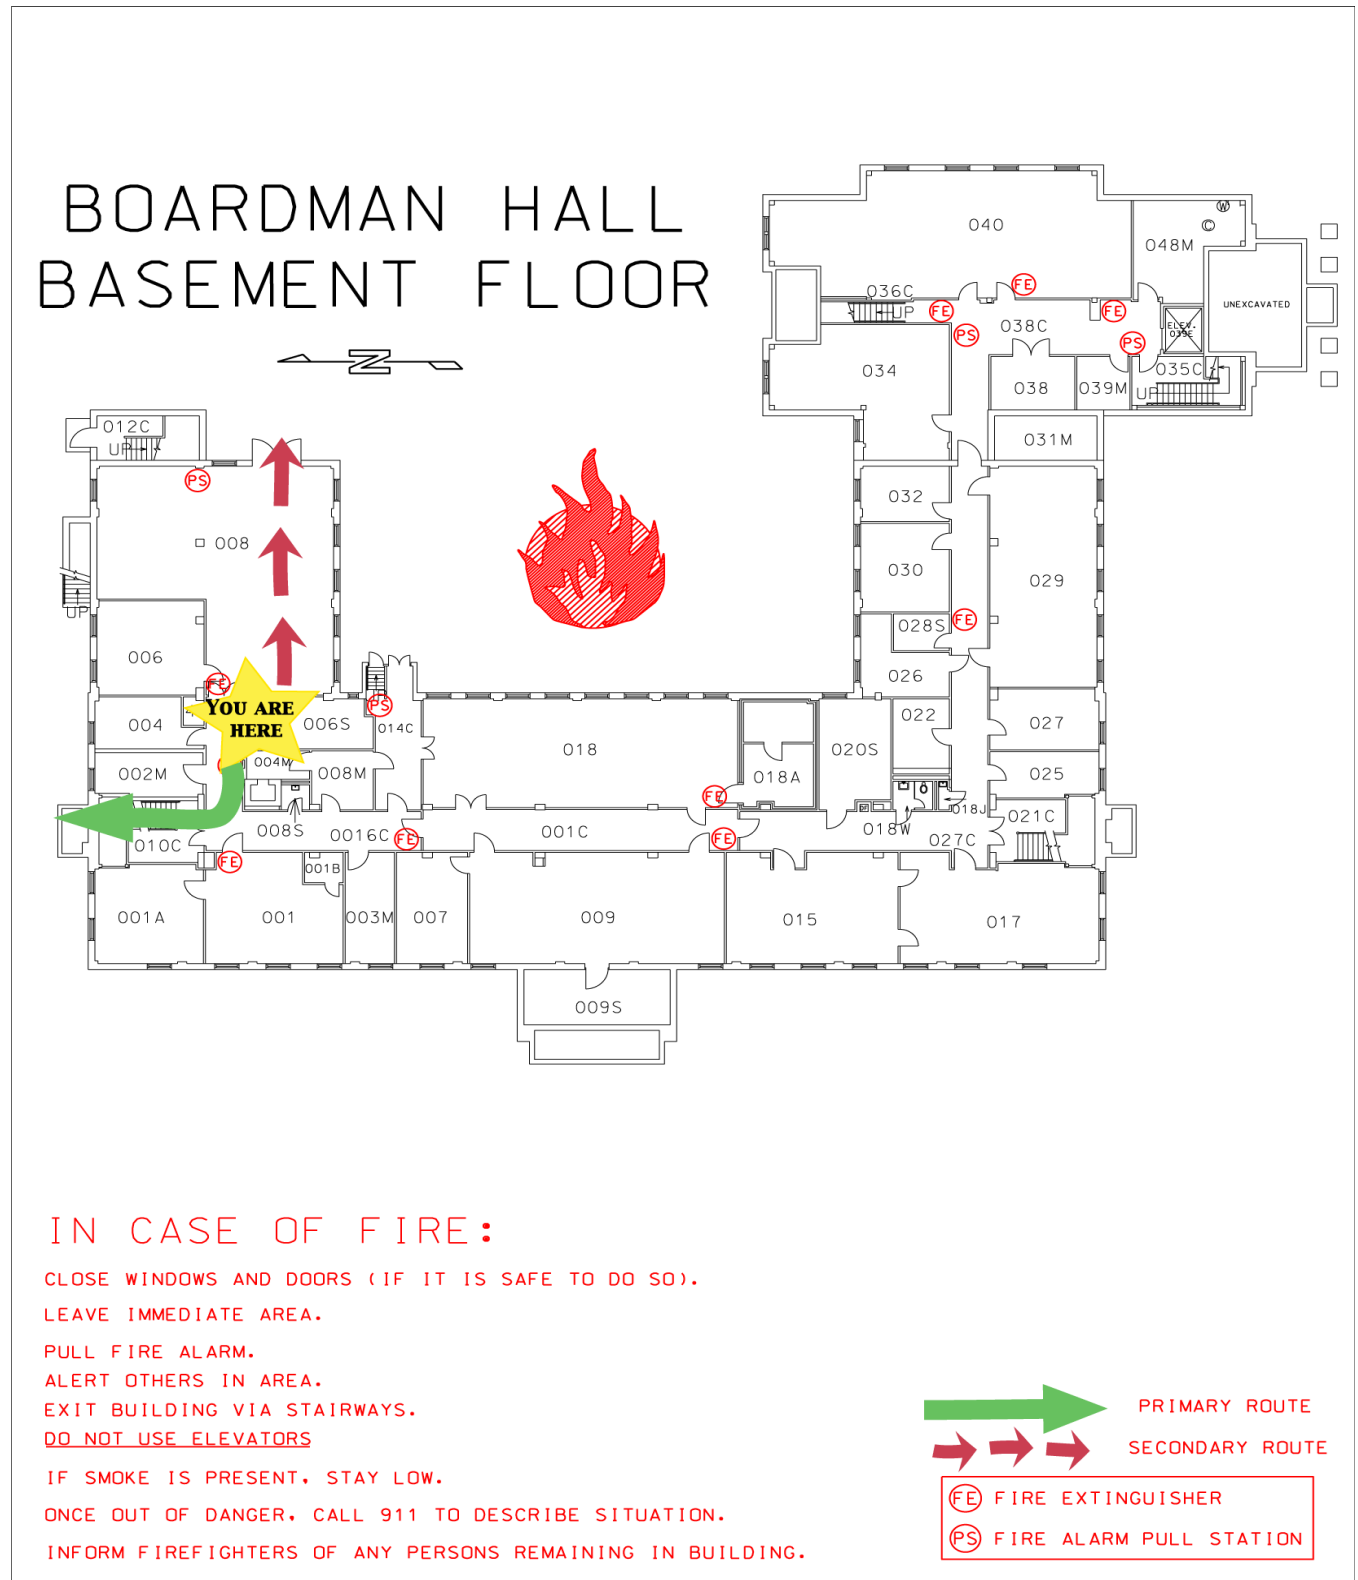 BOARDMAN HALL
BASEMENT FLOOR
N
040
048M
W
C
036C
UP
FE
FE
FE
PS
038C
PS
ELEV.
039E
UNEXCAVATED
034
038
039M
035C
UP
031M
012C
UP
PS
008
UP
006
FE
YOU ARE
HERE
004
006S
PS
014C
002M
004M
008M
018
018A
020S
022
032
030
029
028S
FE
026
027
025
FE
010C
008S
0016C
FE
001C
FE
018W
018J
027C
021C
FE
001B
001A
001
003M
007
009
015
017
009S
IN CASE OF FIRE:
CLOSE WINDOWS AND DOORS (IF IT IS SAFE TO DO SO).
LEAVE IMMEDIATE AREA.
PULL FIRE ALARM.
ALERT OTHERS IN AREA.
EXIT BUILDING VIA STAIRWAYS.
DO NOT USE ELEVATORS
IF SMOKE IS PRESENT, STAY LOW.
ONCE OUT OF DANGER, CALL 911 TO DESCRIBE SITUATION.
INFORM FIREFIGHTERS OF ANY PERSONS REMAINING IN BUILDING.
PRIMARY ROUTE
SECONDARY ROUTE
FE FIRE EXTINGUISHER
PS FIRE ALARM PULL STATION